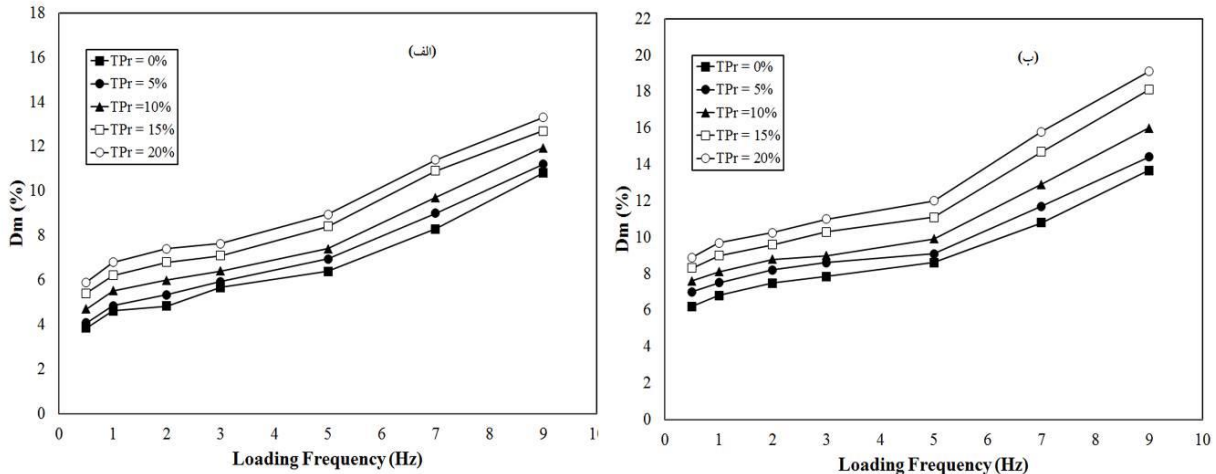 18
16
14
12
10
8
6
4
2
0
Dm (%)
(الف)
TPr = 0%
TPr = 5%
TPr =10%
TPr = 15%
TPr = 20%
0 1 2 3 4 5 6 7 8 9 1
Loading Frequency (Hz)
22
20
18
16
14
12
10
8
6
4
2
0
Dm (%)
(ب)
TPr = 0%
TPr = 5%
TPr =10%
TPr = 15%
TPr = 20%
0 1 2 3 4 5 6 7 8 9 10
Loading Frequency (Hz)